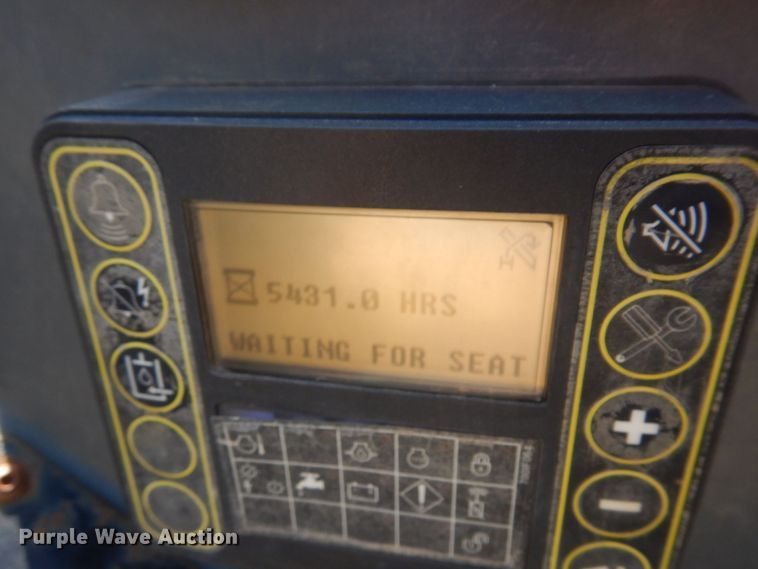 5431.0 HRS
WAITING FOR SEAT
Purple Wave Auction